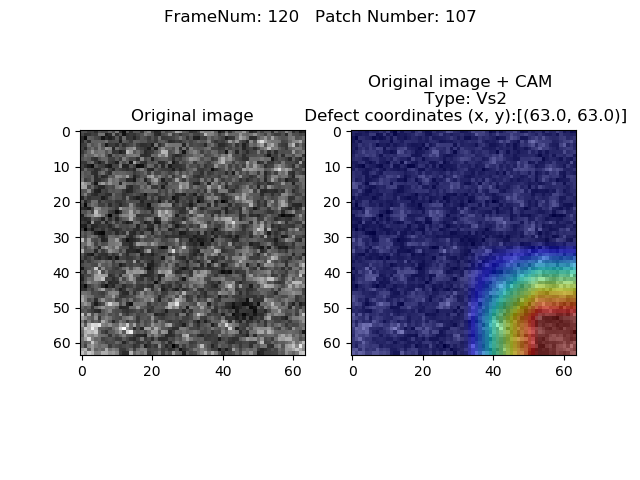 FrameNum: 120   Patch Number: 107
Original image
Original image + CAM
Type: Vs2
Defect coordinates (x, y):[(63.0, 63.0)]
0
10
20
30
40
50
60
0 20 40 60
0
10
20
30
40
50
60
0 20 40 60